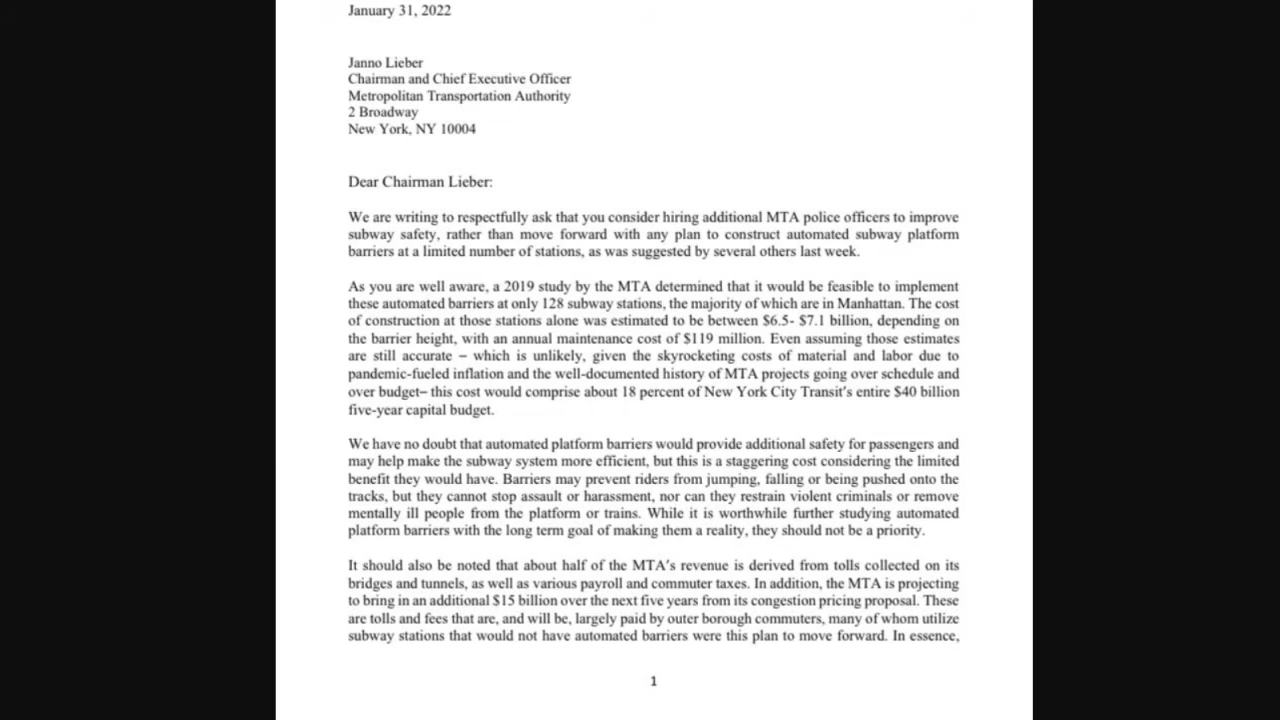 January 31, 2022
Janno Lieber
Chairman and Chief Executive Officer
Metropolitan Transportation Authority
2 Broadway
New York, NY 10004
Dear Chairman Lieber:
We are writing to respectfully ask that you consider hiring additional MTA police officers to improve
subway safety, rather than move forward with any plan to construct automated subway platform
barriers at a limited number of stations, as was suggested by several others last week.
As you are well aware, a 2019 study by the MTA determined that it would be feasible to implement
these automated barriers at only 128 subway stations, the majority of which are in Manhattan. The cost
of construction at those stations alone was estimated to be between $6.5- $7.1 billion, depending on
the barrier height, with an annual maintenance cost of $119 million. Even assuming those estimates
are still accurate – which is unlikely, given the skyrocketing costs of material and labor due to
pandemic-fueled inflation and the well-documented history of MTA projects going over schedule and
over budget– this cost would comprise about 18 percent of New York City Transit's entire $40 billion
five-year capital budget.
We have no doubt that automated platform barriers would provide additional safety for passengers and
may help make the subway system more efficient, but this is a staggering cost considering the limited
benefit they would have. Barriers may prevent riders from jumping, falling or being pushed onto the
tracks, but they cannot stop assault or harassment, nor can they restrain violent criminals or remove
mentally ill people from the platform or trains. While it is worthwhile further studying automated
platform barriers with the long term goal of making them a reality, they should not be a priority.
It should also be noted that about half of the MTA's revenue is derived from tolls collected on its
bridges and tunnels, as well as various payroll and commuter taxes. In addition, the MTA is projecting
to bring in an additional $15 billion over the next five years from its congestion pricing proposal. These
are tolls and fees that are, and will be, largely paid by outer borough commuters, many of whom utilize
subway stations that would not have automated barriers were this plan to move forward. In essence,
1